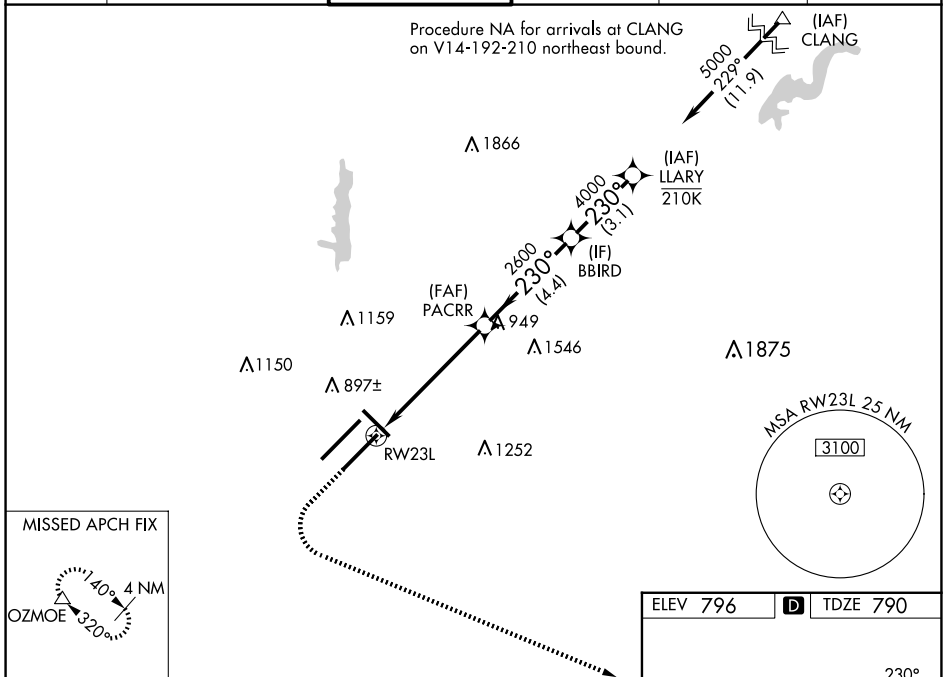 Procedure NA for arrivals at CLANG
on V14-192-210 northeast bound.
(IAF)
CLANG
5000
229°
(11.9)
1866
(IAF)
LLARY
210K
4000
230°
(3.1)
(IF)
BBIRD
2600
230°
(4.4)
(FAF)
PACRR
949
1159
1546
1875
1150
897±
RW23L
1252
MSA RW23L 25 NM
3100
MISSED APCH FIX
140°
4 NM
OZMOE
320°
ELEV 796
D
TDZE 790
230°